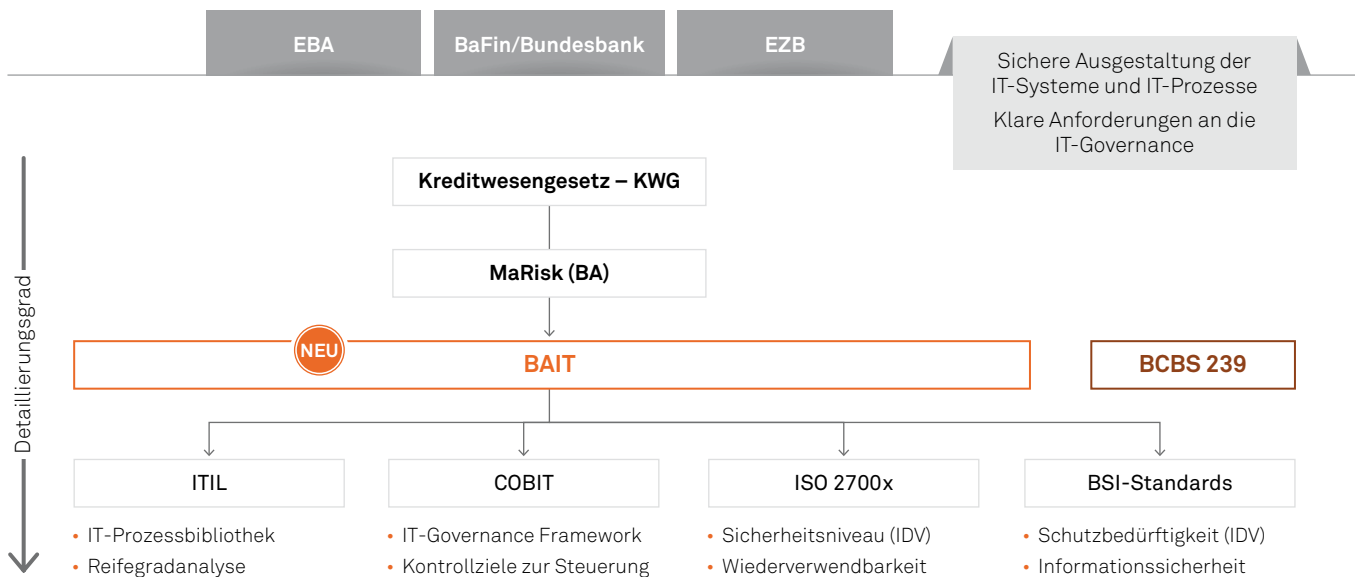 EBA
BaFin/Bundesbank
EZB
Sichere Ausgestaltung der
IT-Systeme und IT-Prozesse
Klare Anforderungen an die
IT-Governance
Detaillierungsgrad
Kreditwesengesetz – KWG
MaRisk (BA)
NEU
BAIT
BCBS 239
ITIL
COBIT
ISO 2700x
BSI-Standards
• IT-Prozessbibliothek
• Reifegradanalyse
• IT-Governance Framework
• Kontrollziele zur Steuerung
• Sicherheitsniveau (IDV)
• Wiederverwendbarkeit
• Schutzbedürftigkeit (IDV)
• Informationssicherheit